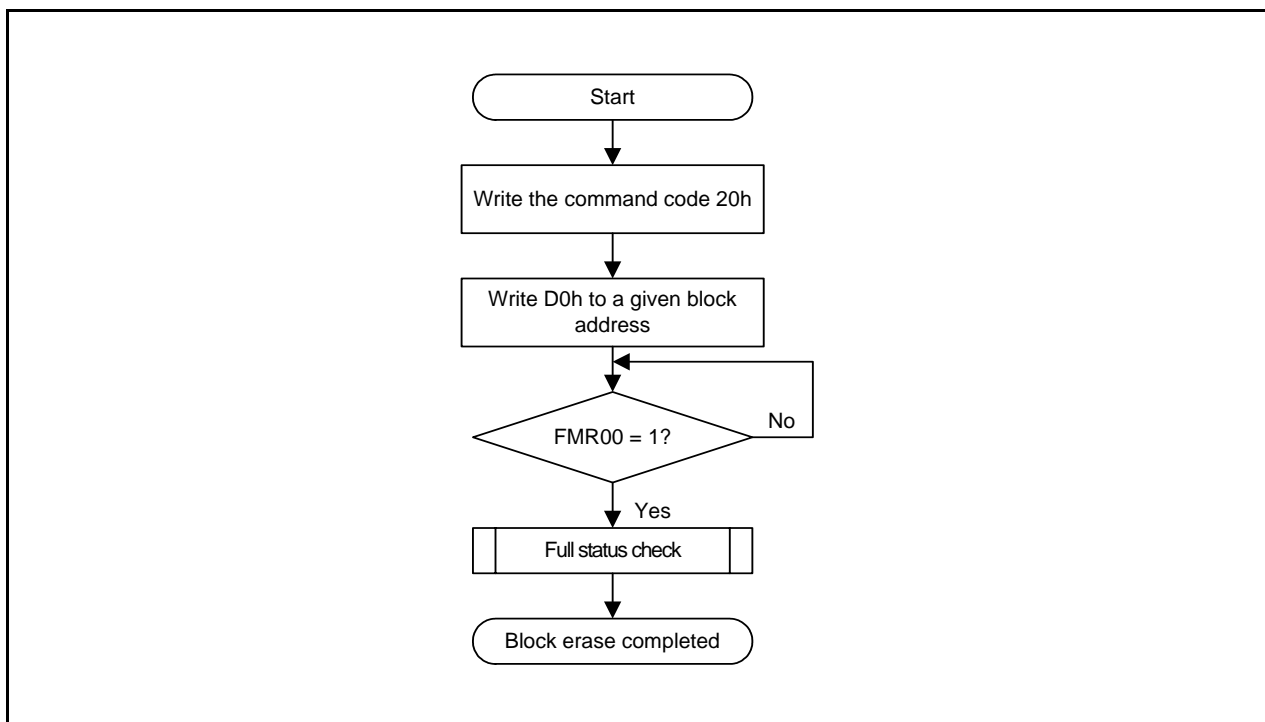 Start
Write the command code 20h
Write D0h to a given block
address
FMR00 = 1?
No
Yes
Full status check
Block erase completed